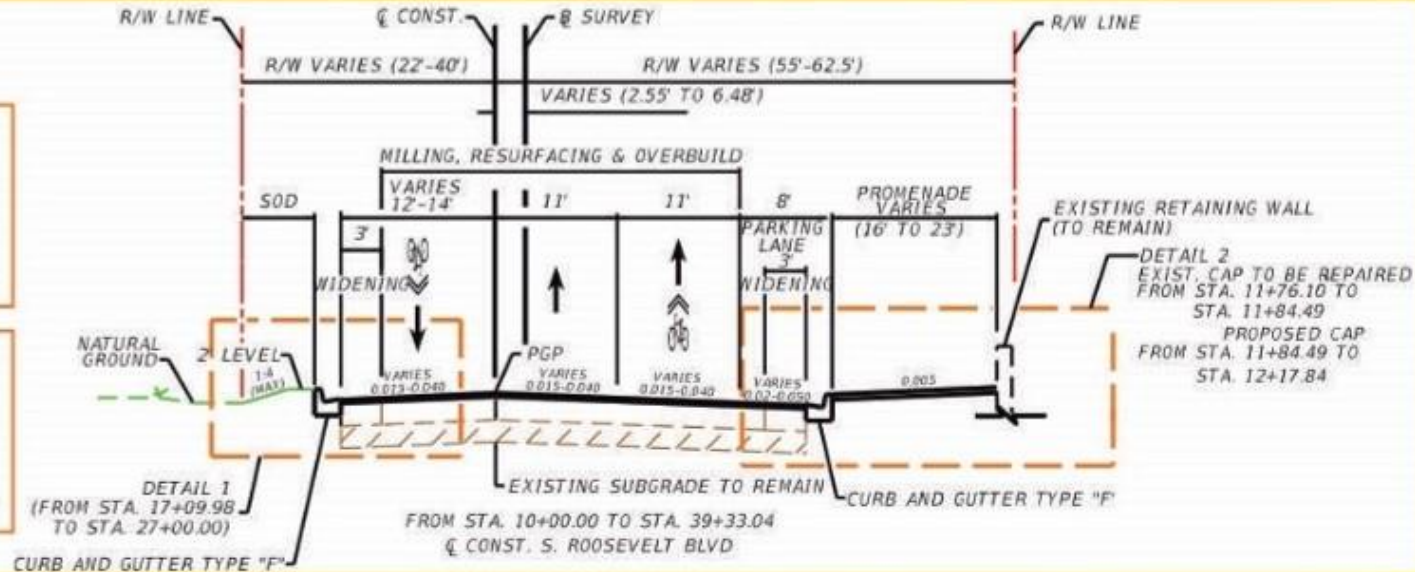 R/W LINE
℄ CONST.
SURVEY
R/W LINE
R/W VARIES (22'-40')
R/W VARIES (55'-62.5')
VARIES (2.55' TO 6.48')
MILLING, RESURFACING & OVERBUILD
SOD
VARIES
12'-14'
11'
11'
8'
PARKING
LANE
PROMENADE
VARIES
(16' TO 23')
3'
WIDENING
3'
WIDENING
EXISTING RETAINING WALL
(TO REMAIN)
DETAIL 2
EXIST. CAP TO BE REPAIRED
FROM STA. 11+76.10 TO
STA. 11+84.49
PROPOSED CAP
FROM STA. 11+84.49 TO
STA. 12+17.84
NATURAL
GROUND
2' LEVEL
1:4
(MAX)
PGP
VARIES
0.015-0.040
VARIES
0.015-0.040
VARIES
0.015-0.040
VARIES
0.02-0.050
0.005
DETAIL 1
(FROM STA. 17+09.98
TO STA. 27+00.00)
CURB AND GUTTER TYPE "F"
EXISTING SUBGRADE TO REMAIN
CURB AND GUTTER TYPE "F"
FROM STA. 10+00.00 TO STA. 39+33.04
℄ CONST. S. ROOSEVELT BLVD